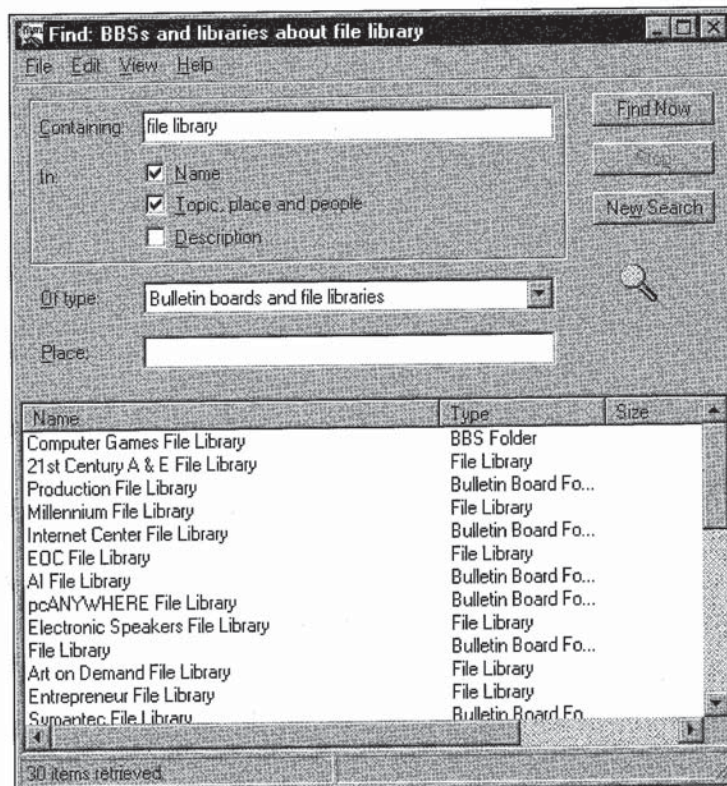 Find: BBSs and libraries about file library
File Edit View Help
Containing: file library
Find Now
In: Name
Stop
Topic, place and people
New Search
Description
Of type: Bulletin boards and file libraries
Place:
Name Type Size
Computer Games File Library BBS Folder
21st Century A & E File Library File Library
Production File Library Bulletin Board Fo...
Millennium File Library File Library
Internet Center File Library Bulletin Board Fo...
EOC File Library File Library
AI File Library Bulletin Board Fo...
pcANYWHERE File Library Bulletin Board Fo...
Electronic Speakers File Library File Library
File Library Bulletin Board Fo...
Art on Demand File Library File Library
Entrepreneur File Library File Library
Symantec File Library Bulletin Board Fo
30 items retrieved